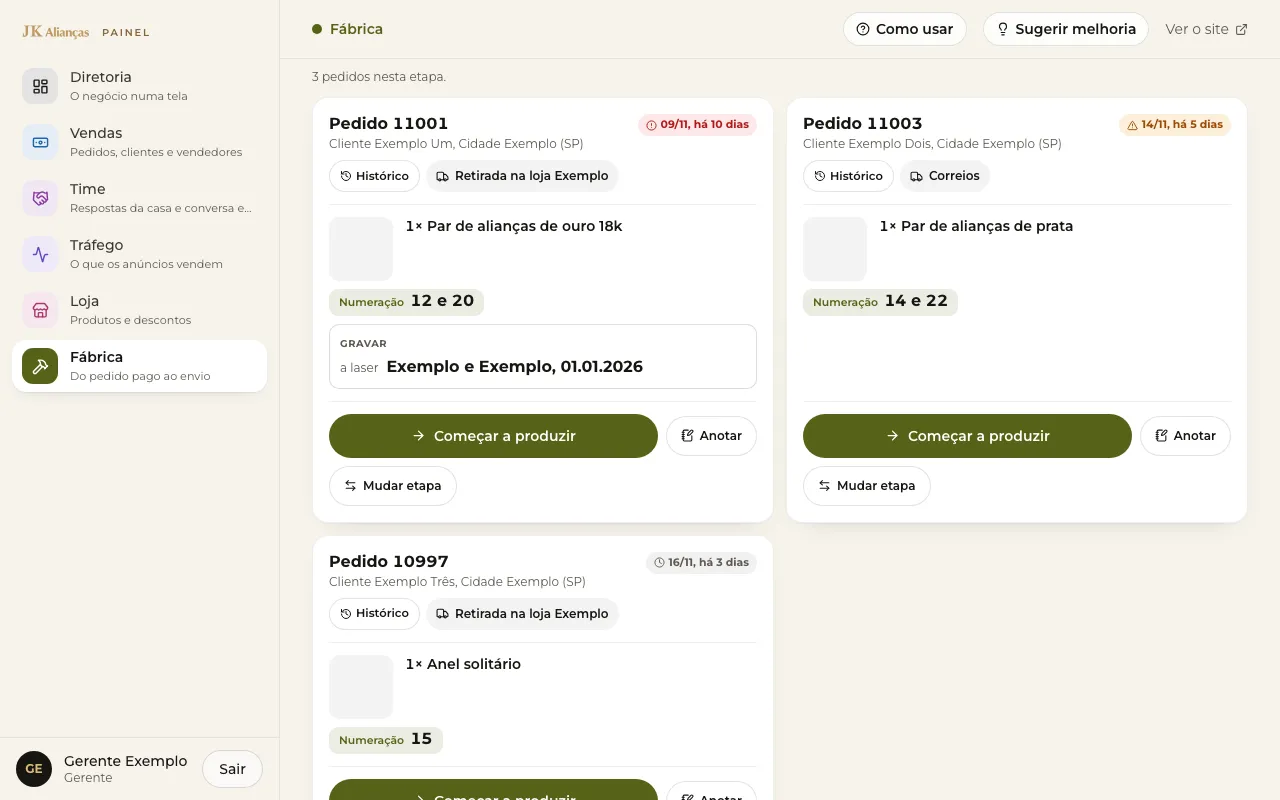 JK Alianças PAINEL
Diretoria
O negócio numa tela
Vendas
Pedidos, clientes e vendedores
Time
Respostas da casa e conversa e...
Tráfego
O que os anúncios vendem
Loja
Produtos e descontos
Fábrica
Do pedido pago ao envio
GE
Gerente Exemplo
Gerente
Sair
Fábrica
Como usar
Sugerir melhoria
Ver o site
3 pedidos nesta etapa.
Pedido 11001
09/11, há 10 dias
Cliente Exemplo Um, Cidade Exemplo (SP)
Histórico
Retirada na loja Exemplo
1× Par de alianças de ouro 18k
Numeração 12 e 20
GRAVAR
a laser Exemplo e Exemplo, 01.01.2026
Começar a produzir
Anotar
Mudar etapa
Pedido 11003
14/11, há 5 dias
Cliente Exemplo Dois, Cidade Exemplo (SP)
Histórico
Correios
1× Par de alianças de prata
Numeração 14 e 22
Começar a produzir
Anotar
Mudar etapa
Pedido 10997
16/11, há 3 dias
Cliente Exemplo Três, Cidade Exemplo (SP)
Histórico
Retirada na loja Exemplo
1× Anel solitário
Numeração 15
Começar a produzir
Anotar